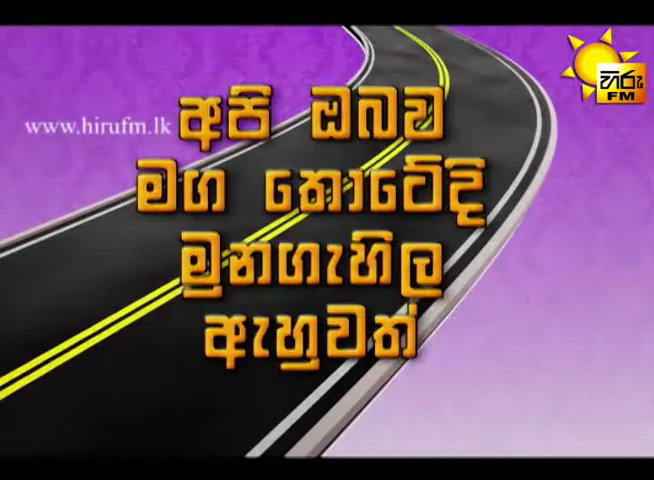 හිරු
FM
www.hirufm.lk
අපි ඔබව
මග තොටේදි
මුනගැහිල
ඇහුවත්